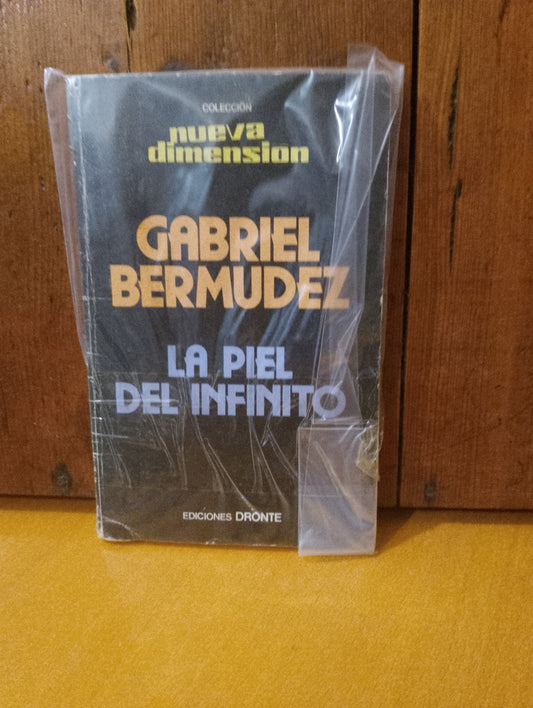 COLECCIÓN
nueva
dimension
GABRIEL
BERMUDEZ
LA PIEL
DEL INFINITO
EDICIONES DRONTE